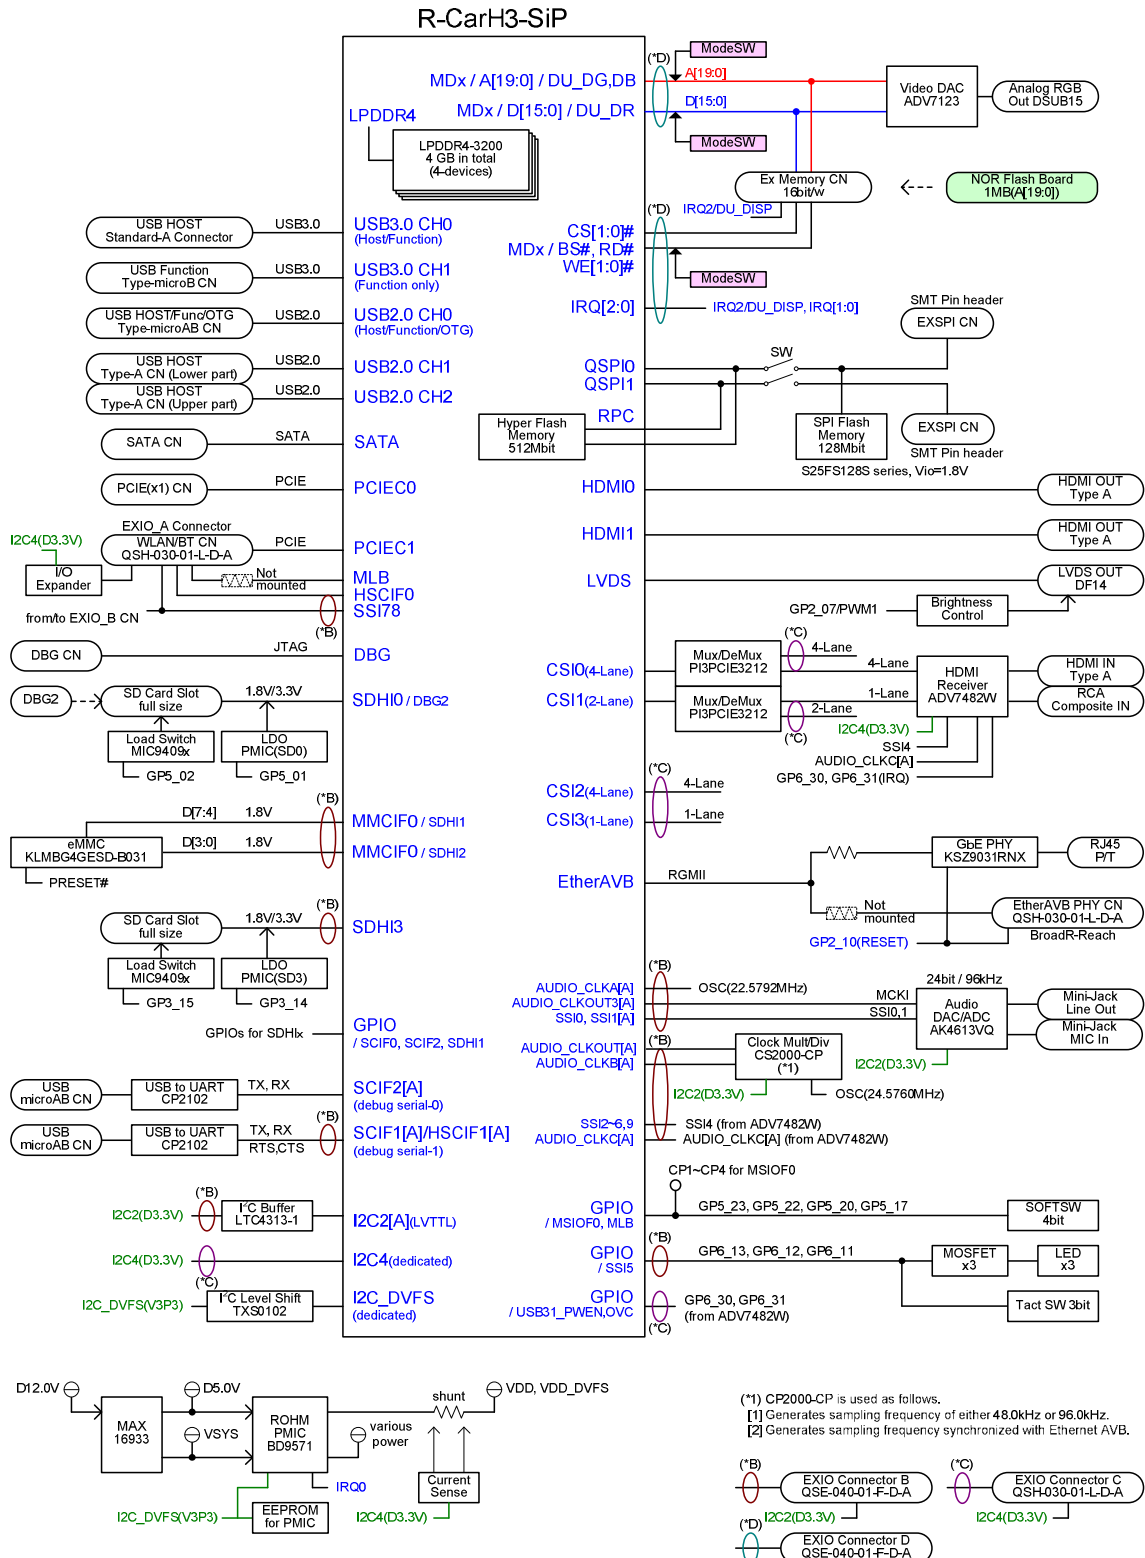 R-CarH3-SiP
(*D)
ModeSW
MDx / A[19:0] / DU_DG,DB
A[19:0]
Video DAC
ADV7123
Analog RGB
Out DSUB15
MDx / D[15:0] / DU_DR
D[15:0]
LPDDR4
LPDDR4-3200
4 GB in total
(4-devices)
ModeSW
Ex Memory CN
16bit/w
NOR Flash Board
1MB(A[19:0])
IRQ2/DU_DISP
(*D)
USB HOST
Standard-A Connector
USB3.0
USB3.0 CH0
(Host/Function)
CS[1:0]#
MDx / BS#, RD#
WE[1:0]#
ModeSW
USB Function
Type-microB CN
USB3.0
USB3.0 CH1
(Function only)
IRQ[2:0]
IRQ2/DU_DISP, IRQ[1:0]
SMT Pin header
EXSPI CN
USB HOST/Func/OTG
Type-microAB CN
USB2.0
USB2.0 CH0
(Host/Function/OTG)
SW
USB HOST
Type-A CN (Lower part)
USB2.0
USB2.0 CH1
QSPI0
QSPI1
USB HOST
Type-A CN (Upper part)
USB2.0
USB2.0 CH2
RPC
Hyper Flash
Memory
512Mbit
SPI Flash
Memory
128Mbit
EXSPI CN
SMT Pin header
S25FS128S series, Vio=1.8V
SATA CN
SATA
SATA
PCIE(x1) CN
PCIE
PCIEC0
HDMI0
HDMI OUT
Type A
EXIO_A Connector
WLAN/BT CN
QSH-030-01-L-D-A
PCIE
PCIEC1
HDMI1
HDMI OUT
Type A
I2C4(D3.3V)
I/O
Expander
Not
mounted
MLB
HSCIF0
SSI78
LVDS
LVDS OUT
DF14
from/to EXIO_B CN
(*B)
GP2_07/PWM1
Brightness
Control
DBG CN
JTAG
DBG
CSI0(4-Lane)
Mux/DeMux
PI3PCIE3212
(*C)
4-Lane
4-Lane
HDMI
Receiver
ADV7482W
HDMI IN
Type A
DBG2
SD Card Slot
full size
1.8V/3.3V
SDHI0 / DBG2
CSI1(2-Lane)
Mux/DeMux
PI3PCIE3212
1-Lane
2-Lane
(*C)
RCA
Composite IN
Load Switch
MIC9409x
LDO
PMIC(SD0)
I2C4(D3.3V)
SSI4
AUDIO_CLKC[A]
GP6_30, GP6_31(IRQ)
GP5_02
GP5_01
(*C)
CSI2(4-Lane)
4-Lane
CSI3(1-Lane)
1-Lane
(*B)
D[7:4]
1.8V
MMCIF0 / SDHI1
eMMC
KLMBG4GESD-B031
D[3:0]
1.8V
MMCIF0 / SDHI2
PRESET#
EtherAVB
RGMII
GbE PHY
KSZ9031RNX
RJ45
P/T
Not
mounted
EtherAVB PHY CN
QSH-030-01-L-D-A
BroadR-Reach
GP2_10(RESET)
SD Card Slot
full size
1.8V/3.3V
(*B)
SDHI3
Load Switch
MIC9409x
LDO
PMIC(SD3)
GP3_15
GP3_14
(*B)
AUDIO_CLKA[A]
OSC(22.5792MHz)
AUDIO_CLKOUT3[A]
SSI0, SSI1[A]
MCKI
SSI0,1
24bit / 96kHz
Audio
DAC/ADC
AK4613VQ
Mini-Jack
Line Out
Mini-Jack
MIC In
I2C2(D3.3V)
GPIOs for SDHIx
GPIO
/ SCIF0, SCIF2, SDHI1
(*B)
AUDIO_CLKOUT[A]
AUDIO_CLKB[A]
Clock Mult/Div
CS2000-CP
(*1)
I2C2(D3.3V)
OSC(24.5760MHz)
USB
microAB CN
USB to UART
CP2102
TX, RX
SCIF2[A]
(debug serial-0)
SSI2~6,9
SSI4 (from ADV7482W)
AUDIO_CLKC[A]
AUDIO_CLKC[A] (from ADV7482W)
USB
microAB CN
USB to UART
CP2102
TX, RX
RTS,CTS
(*B)
SCIF1[A]/HSCIF1[A]
(debug serial-1)
CP1~CP4 for MSIOF0
(*B)
I2C2(D3.3V)
I²C Buffer
LTC4313-1
I2C2[A](LVTTL)
GPIO
/ MSIOF0, MLB
GP5_23, GP5_22, GP5_20, GP5_17
SOFTSW
4bit
I2C4(D3.3V)
(*C)
I2C4(dedicated)
GPIO
/ SSI5
(*B)
GP6_13, GP6_12, GP6_11
MOSFET
x3
LED
x3
I2C_DVFS(V3P3)
I²C Level Shift
TXS0102
I2C_DVFS
(dedicated)
GPIO
/ USB31_PWEN,OVC
(*C)
GP6_30, GP6_31
(from ADV7482W)
Tact SW 3bit
D12.0V
MAX
16933
D5.0V
VSYS
ROHM
PMIC
BD9571
shunt
VDD, VDD_DVFS
various
power
IRQ0
Current
Sense
I2C4(D3.3V)
I2C_DVFS(V3P3)
EEPROM
for PMIC
(*1) CP2000-CP is used as follows.
[1] Generates sampling frequency of either 48.0kHz or 96.0kHz.
[2] Generates sampling frequency synchronized with Ethernet AVB.
(*B)
EXIO Connector B
QSE-040-01-F-D-A
I2C2(D3.3V)
(*C)
EXIO Connector C
QSH-030-01-L-D-A
I2C4(D3.3V)
(*D)
EXIO Connector D
QSE-040-01-F-D-A